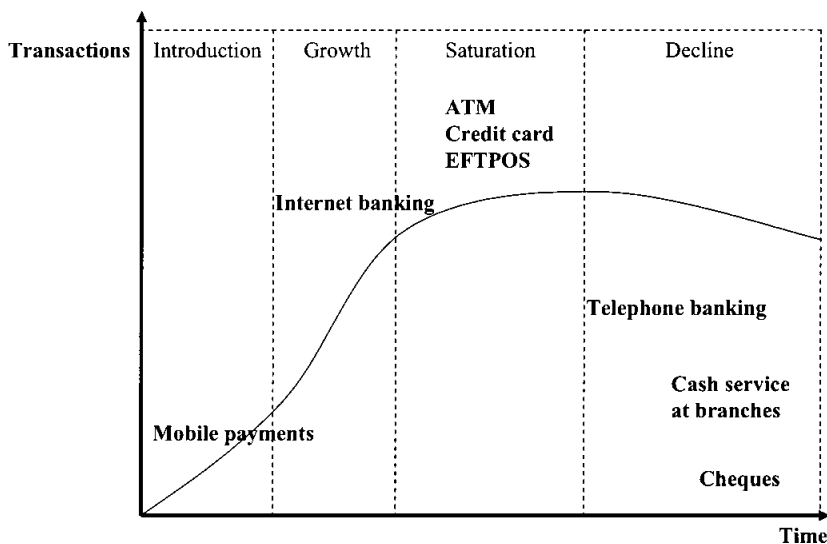 Transactions
Introduction
Growth
Saturation
Decline
ATM
Credit card
EFTPOS
Internet banking
Telephone banking
Cash service
at branches
Mobile payments
Cheques
Time